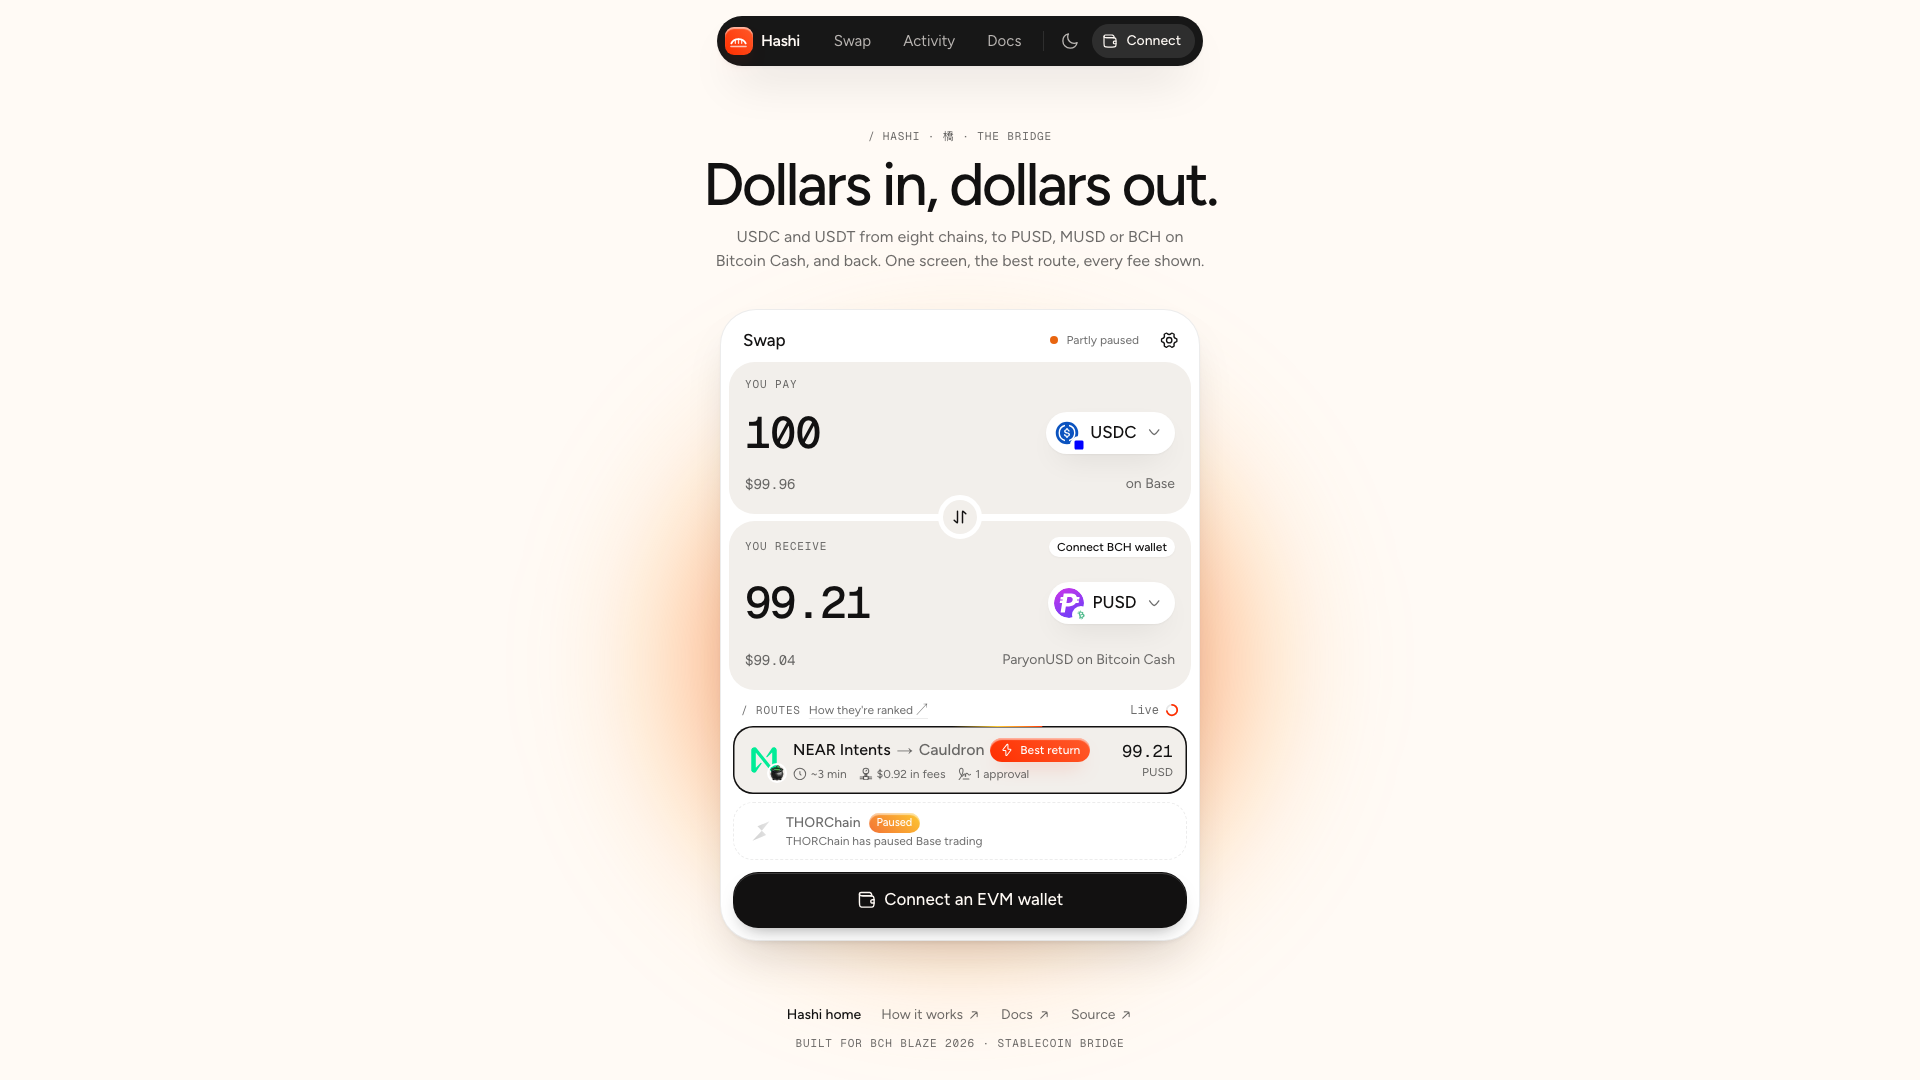 Hashi
Swap
Activity
Docs
Connect
/ HASHI · 橋 · THE BRIDGE
Dollars in, dollars out.
USDC and USDT from eight chains, to PUSD, MUSD or BCH on
Bitcoin Cash, and back. One screen, the best route, every fee shown.
Swap
Partly paused
YOU PAY
100
USDC
$99.96
on Base
YOU RECEIVE
Connect BCH wallet
99.21
PUSD
$99.04
ParyonUSD on Bitcoin Cash
/ ROUTES How they're ranked ↗
Live
NEAR Intents → Cauldron
Best return
99.21
~3 min
$0.92 in fees
1 approval
PUSD
THORChain
Paused
THORChain has paused Base trading
Connect an EVM wallet
Hashi home
How it works ↗
Docs ↗
Source ↗
BUILT FOR BCH BLAZE 2026 · STABLECOIN BRIDGE